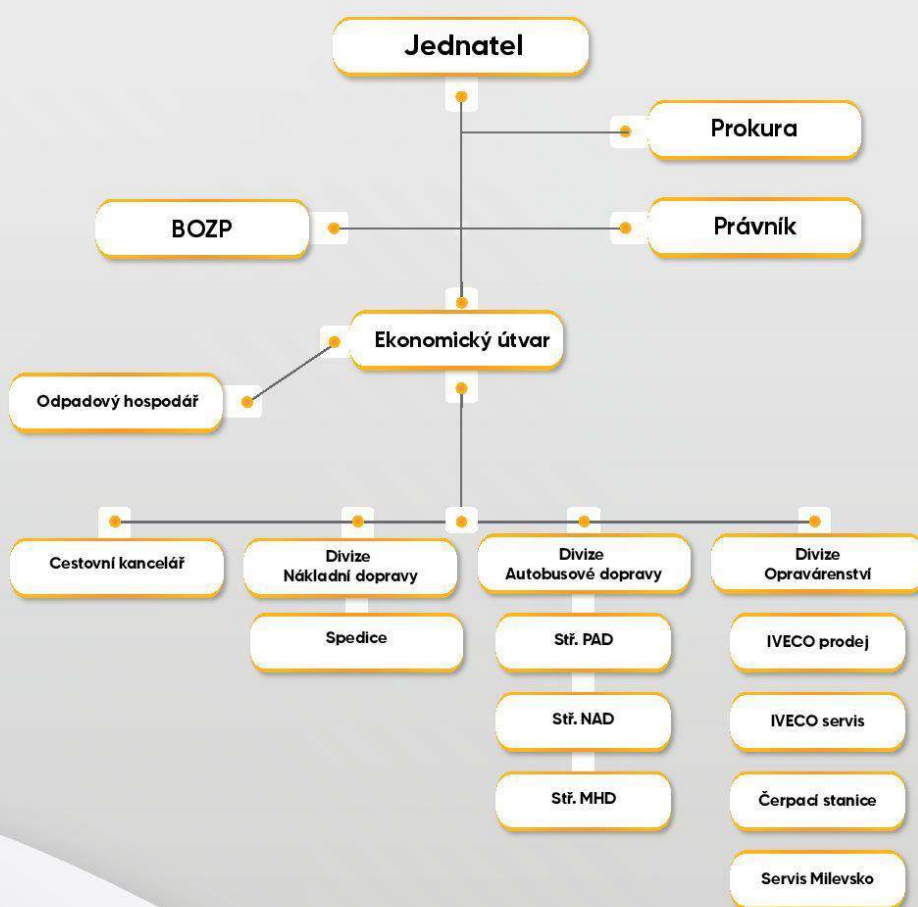 Jednatel
Prokura
BOZP
Právník
Ekonomický útvar
Odpadový hospodář
Cestovní kancelář
Divize
Nákladní dopravy
Spedice
Divize
Autobusové dopravy
Stř. PAD
Stř. NAD
Stř. MHD
Divize
Opravárenství
IVECO prodej
IVECO servis
Čerpací stanice
Servis Milevsko